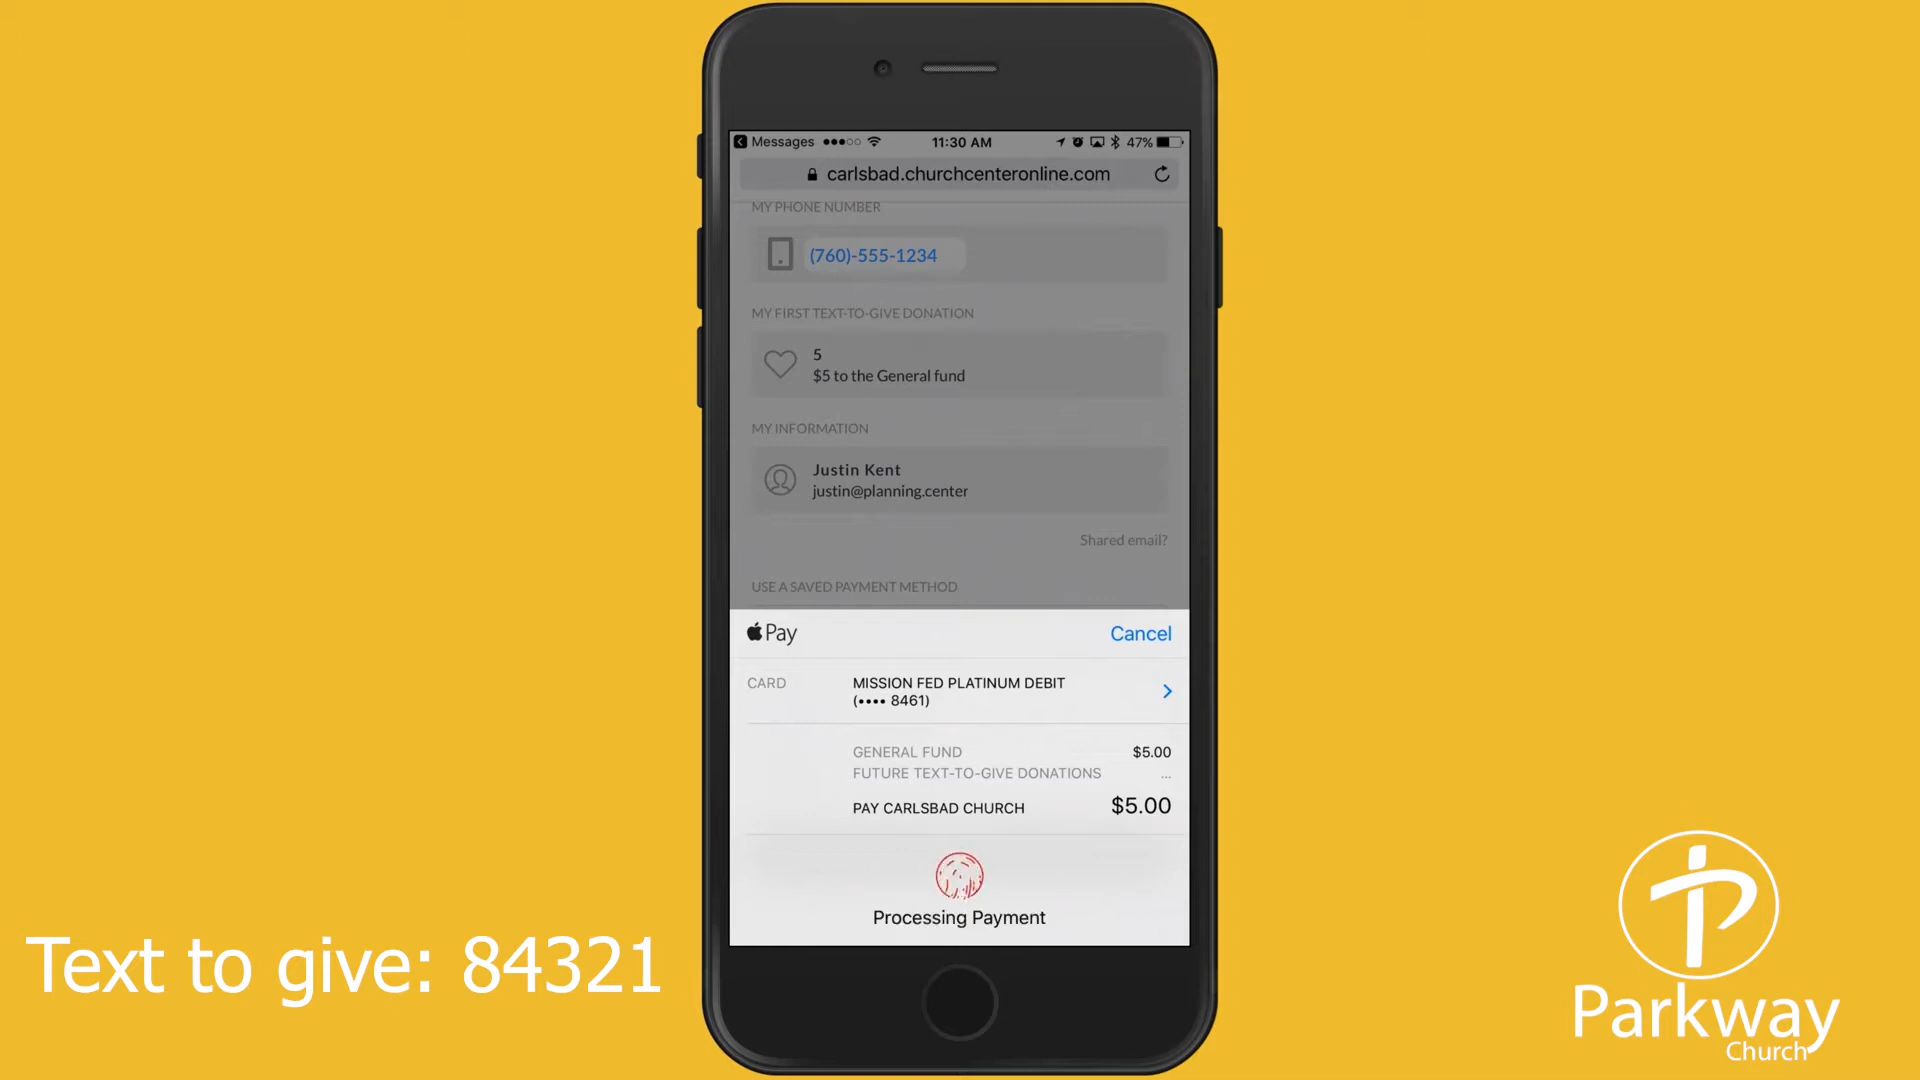 Messages 11:30 AM 47%
carlsbad.churchcenteronline.com
MY PHONE NUMBER
(760)-555-1234
MY FIRST TEXT-TO-GIVE DONATION
5
$5 to the General fund
MY INFORMATION
Justin Kent
justin@planning.center
Shared email?
USE A SAVED PAYMENT METHOD
Pay Cancel
CARD MISSION FED PLATINUM DEBIT
(•••• 8461)
GENERAL FUND $5.00
FUTURE TEXT-TO-GIVE DONATIONS ...
PAY CARLSBAD CHURCH $5.00
Processing Payment
Text to give: 84321
Parkway
Church